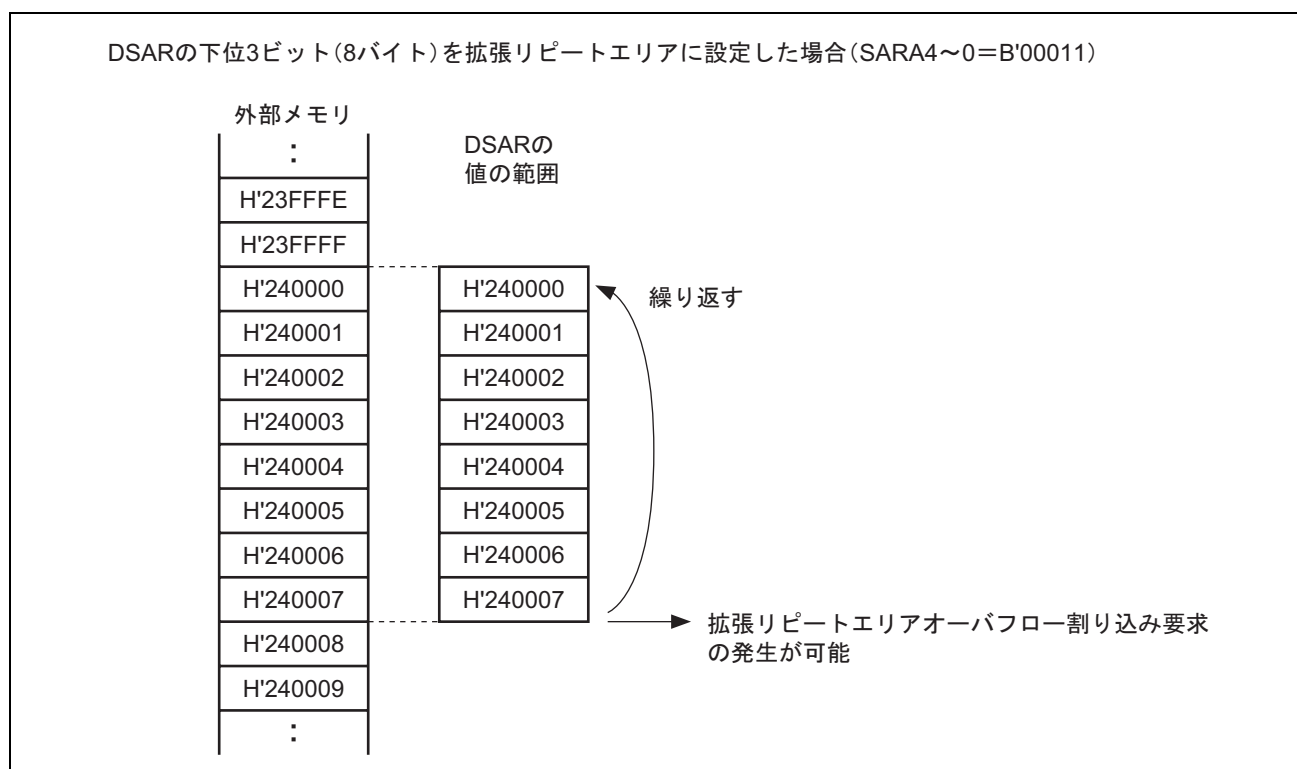 DSARの下位3ビット(8バイト)を拡張リピートエリアに設定した場合(SARA4～0＝B'00011)
外部メモリ
DSARの
値の範囲
:
H'23FFFE
H'23FFFF
H'240000 H'240000 繰り返す
H'240001 H'240001
H'240002 H'240002
H'240003 H'240003
H'240004 H'240004
H'240005 H'240005
H'240006 H'240006
H'240007 H'240007
拡張リピートエリアオーバフロー割り込み要求
の発生が可能
H'240008
H'240009
: